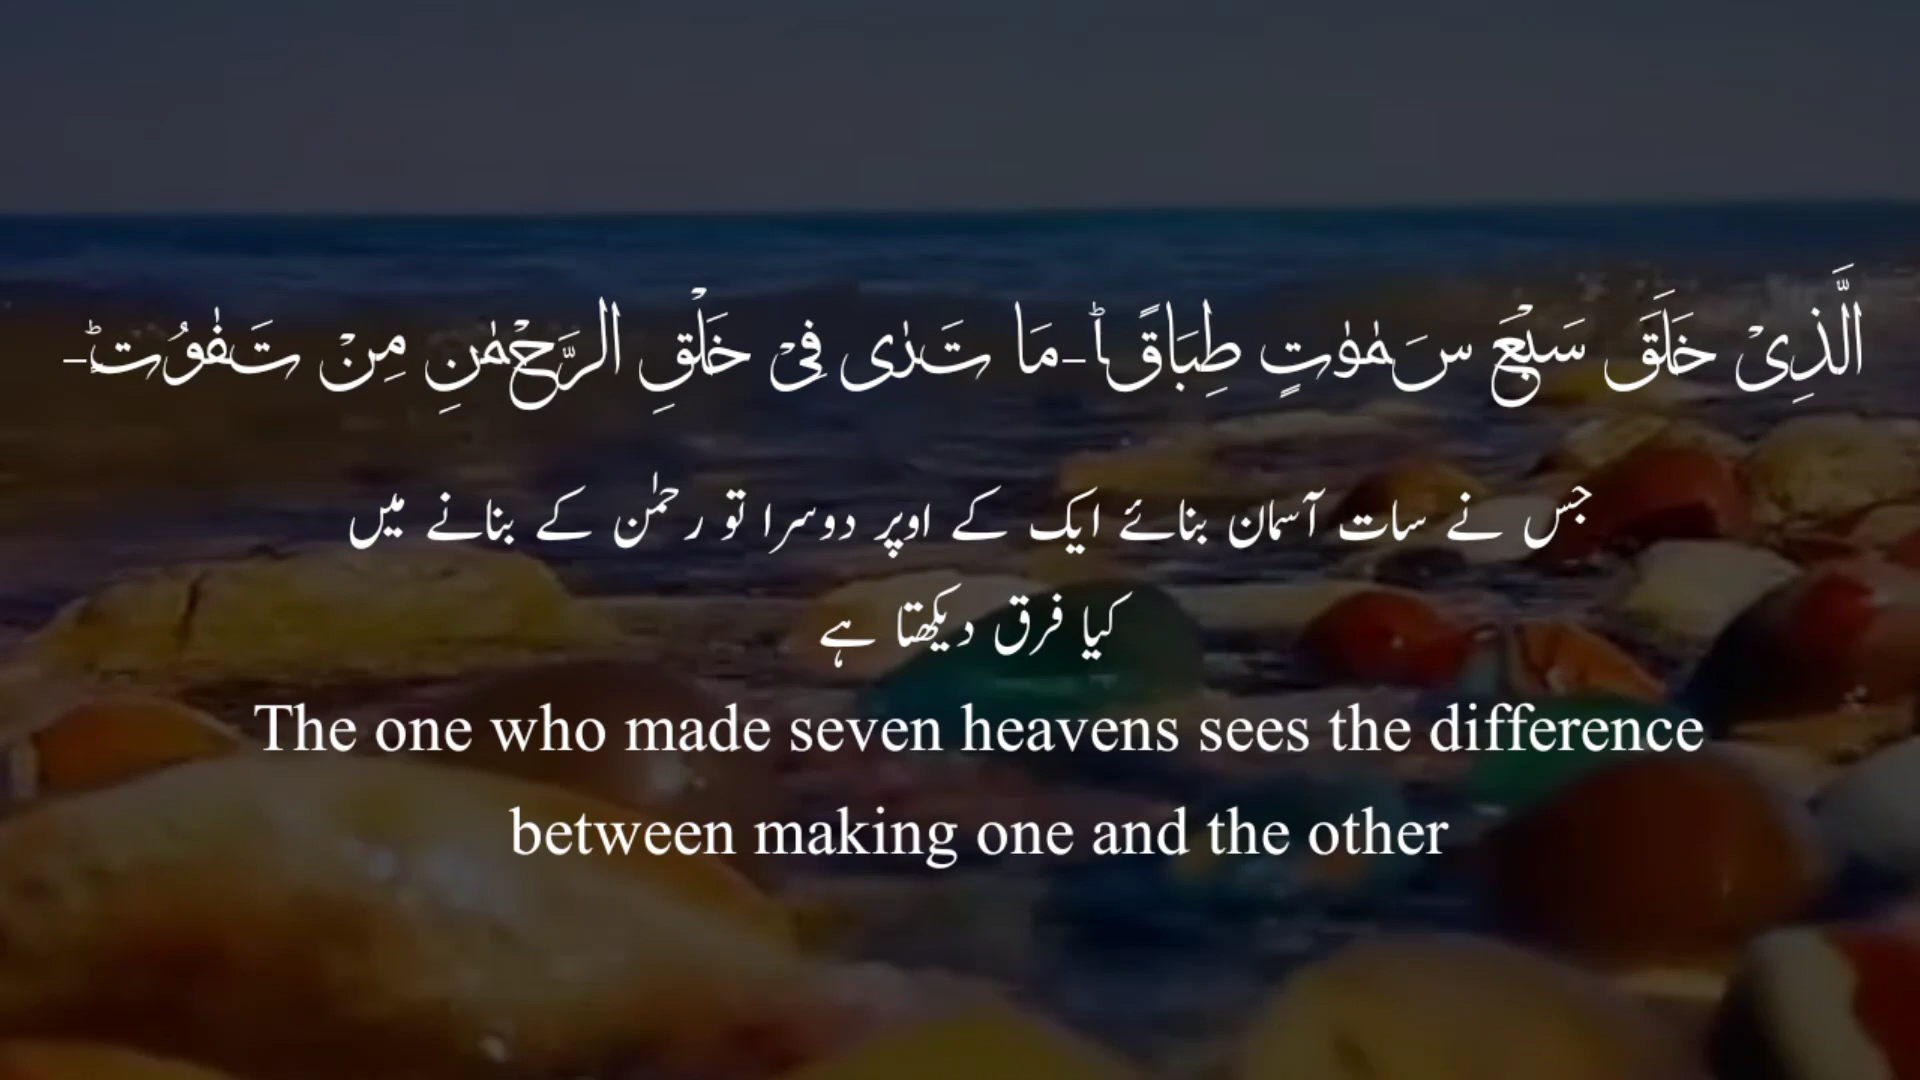 الَّذِیْ خَلَقَ سَبْعَ سَمٰوٰتٍ طِبَاقًاؕ-مَا تَرٰى فِیْ خَلْقِ الرَّحْمٰنِ مِنْ تَفٰوُتٍؕ-
جس نے سات آسمان بنائے ایک کے اوپر دوسرا تو رحمٰن کے بنانے میں
کیا فرق دیکھتا ہے
The one who made seven heavens sees the difference
between making one and the other